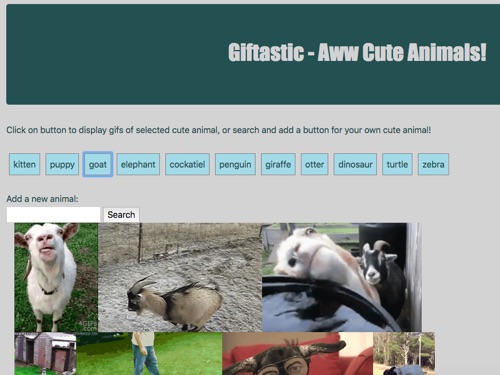 Giftastic - Aww Cute Animals!
Click on button to display gifs of selected cute animal, or search and add a button for your own cute animal!
kitten puppy goat elephant cockatiel penguin giraffe otter dinosaur turtle zebra
Add a new animal:
Search